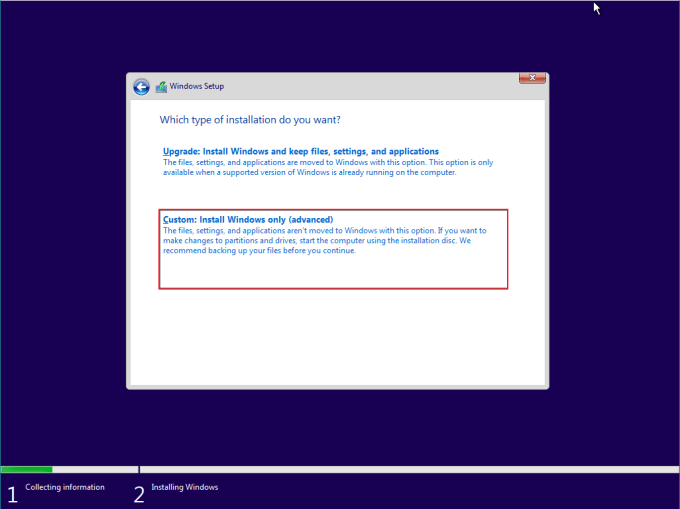 Windows Setup
Which type of installation do you want?
Upgrade: Install Windows and keep files, settings, and applications
The files, settings, and applications are moved to Windows with this option. This option is only
available when a supported version of Windows is already running on the computer.
Custom: Install Windows only (advanced)
The files, settings, and applications aren't moved to Windows with this option. If you want to
make changes to partitions and drives, start the computer using the installation disc. We
recommend backing up your files before you continue.
1 Collecting information 2 Installing Windows